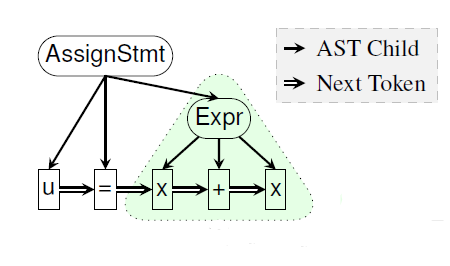 AssignStmt
AST Child
Next Token
Expr
u = x + x